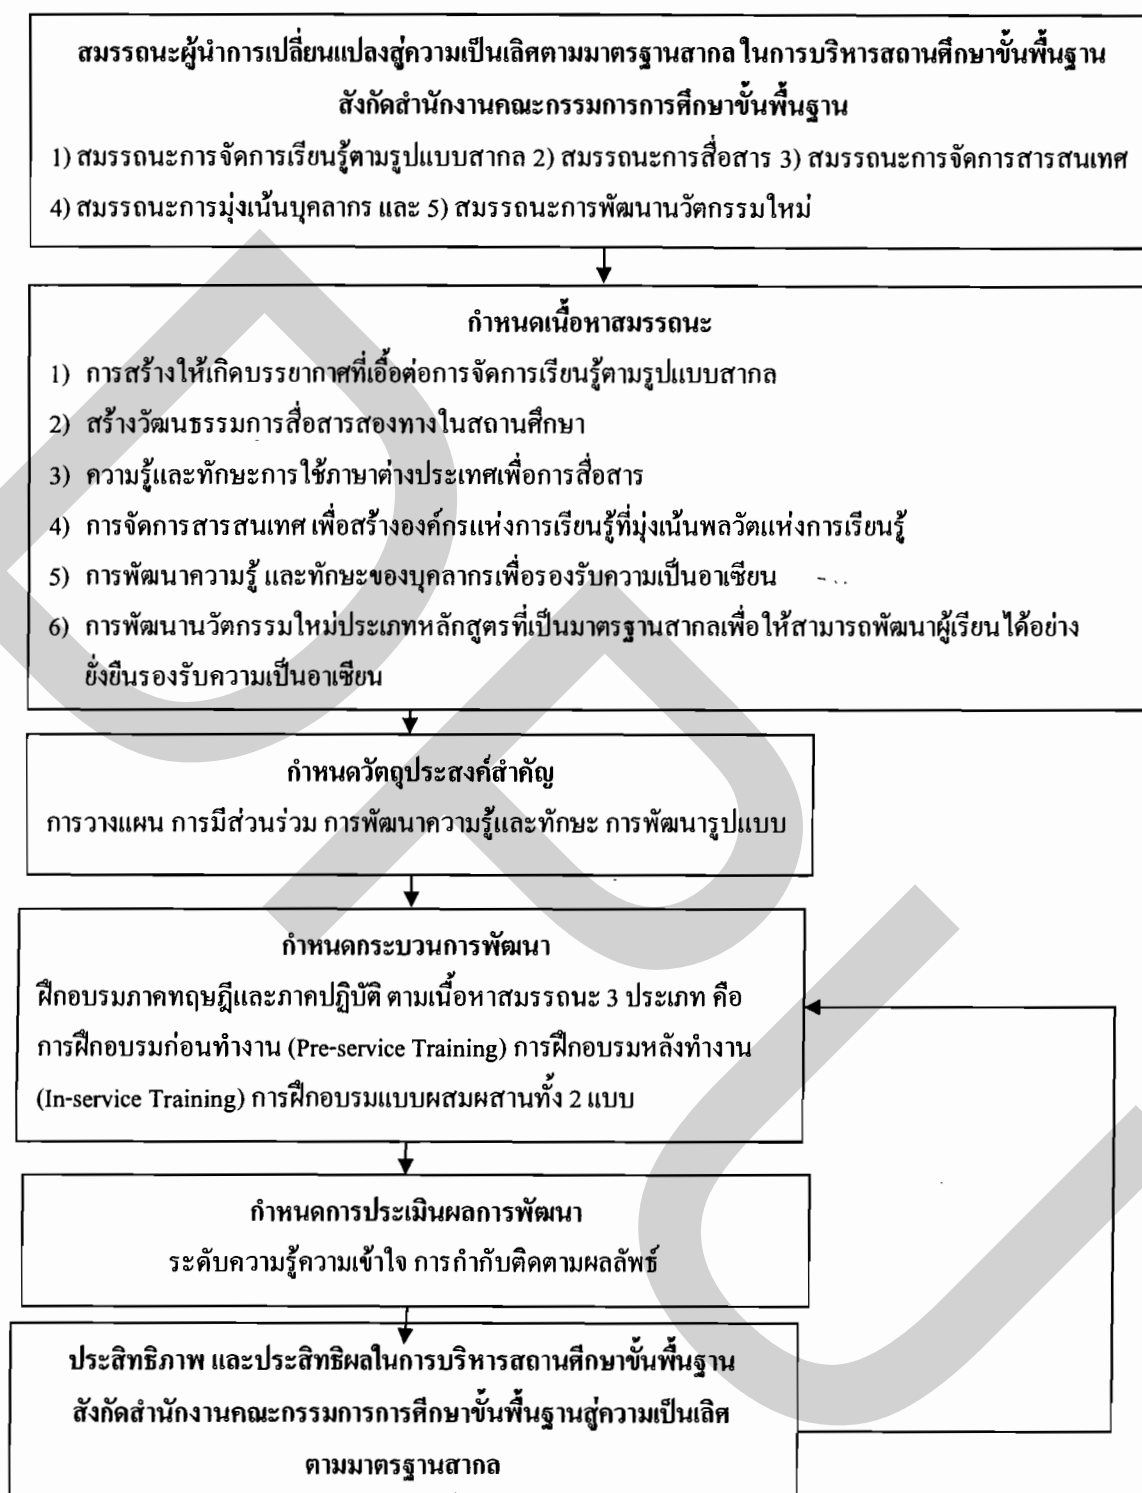 สมรรถนะผู้นำการเปลี่ยนแปลงสู่ความเป็นเลิศตามมาตรฐานสากล ในการบริหารสถานศึกษาขั้นพื้นฐาน
สังกัดสำนักงานคณะกรรมการการศึกษาขั้นพื้นฐาน
1) สมรรถนะการจัดการเรียนรู้ตามรูปแบบสากล 2) สมรรถนะการสื่อสาร 3) สมรรถนะการจัดการสารสนเทศ
4) สมรรถนะการมุ่งเน้นบุคลากร และ 5) สมรรถนะการพัฒนานวัตกรรมใหม่
กำหนดเนื้อหาสมรรถนะ
1) การสร้างให้เกิดบรรยากาศที่เอื้อต่อการจัดการเรียนรู้ตามรูปแบบสากล
2) สร้างวัฒนธรรมการสื่อสารสองทางในสถานศึกษา
3) ความรู้และทักษะการใช้ภาษาต่างประเทศเพื่อการสื่อสาร
4) การจัดการสารสนเทศ เพื่อสร้างองค์กรแห่งการเรียนรู้ที่มุ่งเน้นพลวัตแห่งการเรียนรู้
5) การพัฒนาความรู้ และทักษะของบุคลากรเพื่อรองรับความเป็นอาเซียน
6) การพัฒนานวัตกรรมใหม่ประเภทหลักสูตรที่เป็นมาตรฐานสากลเพื่อให้สามารถพัฒนาผู้เรียนได้อย่าง
ยั่งยืนรองรับความเป็นอาเซียน
กำหนดวัตถุประสงค์สำคัญ
การวางแผน การมีส่วนร่วม การพัฒนาความรู้และทักษะ การพัฒนารูปแบบ
กำหนดกระบวนการพัฒนา
ฝึกอบรมภาคทฤษฎีและภาคปฏิบัติ ตามเนื้อหาสมรรถนะ 3 ประเภท คือ
การฝึกอบรมก่อนทำงาน (Pre-service Training) การฝึกอบรมหลังทำงาน
(In-service Training) การฝึกอบรมแบบผสมผสานทั้ง 2 แบบ
กำหนดการประเมินผลการพัฒนา
ระดับความรู้ความเข้าใจ การกำกับติดตามผลลัพธ์
ประสิทธิภาพ และประสิทธิผลในการบริหารสถานศึกษาขั้นพื้นฐาน
สังกัดสำนักงานคณะกรรมการการศึกษาขั้นพื้นฐานสู่ความเป็นเลิศ
ตามมาตรฐานสากล
DPU